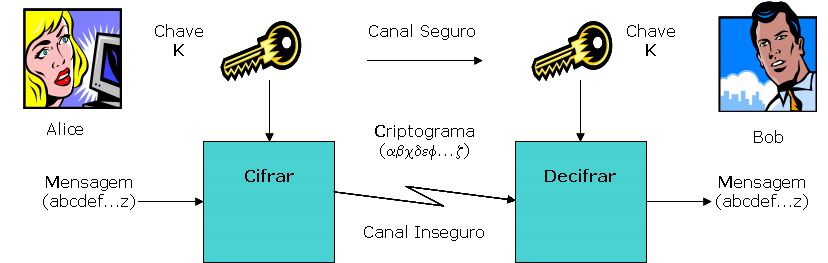 Chave
K
Canal Seguro
Chave
K
Alice
Criptograma
(αβχδεϕ...ζ)
Bob
Mensagem
(abcdef...z)
Cifrar
Decifrar
Mensagem
(abcdef...z)
Canal Inseguro